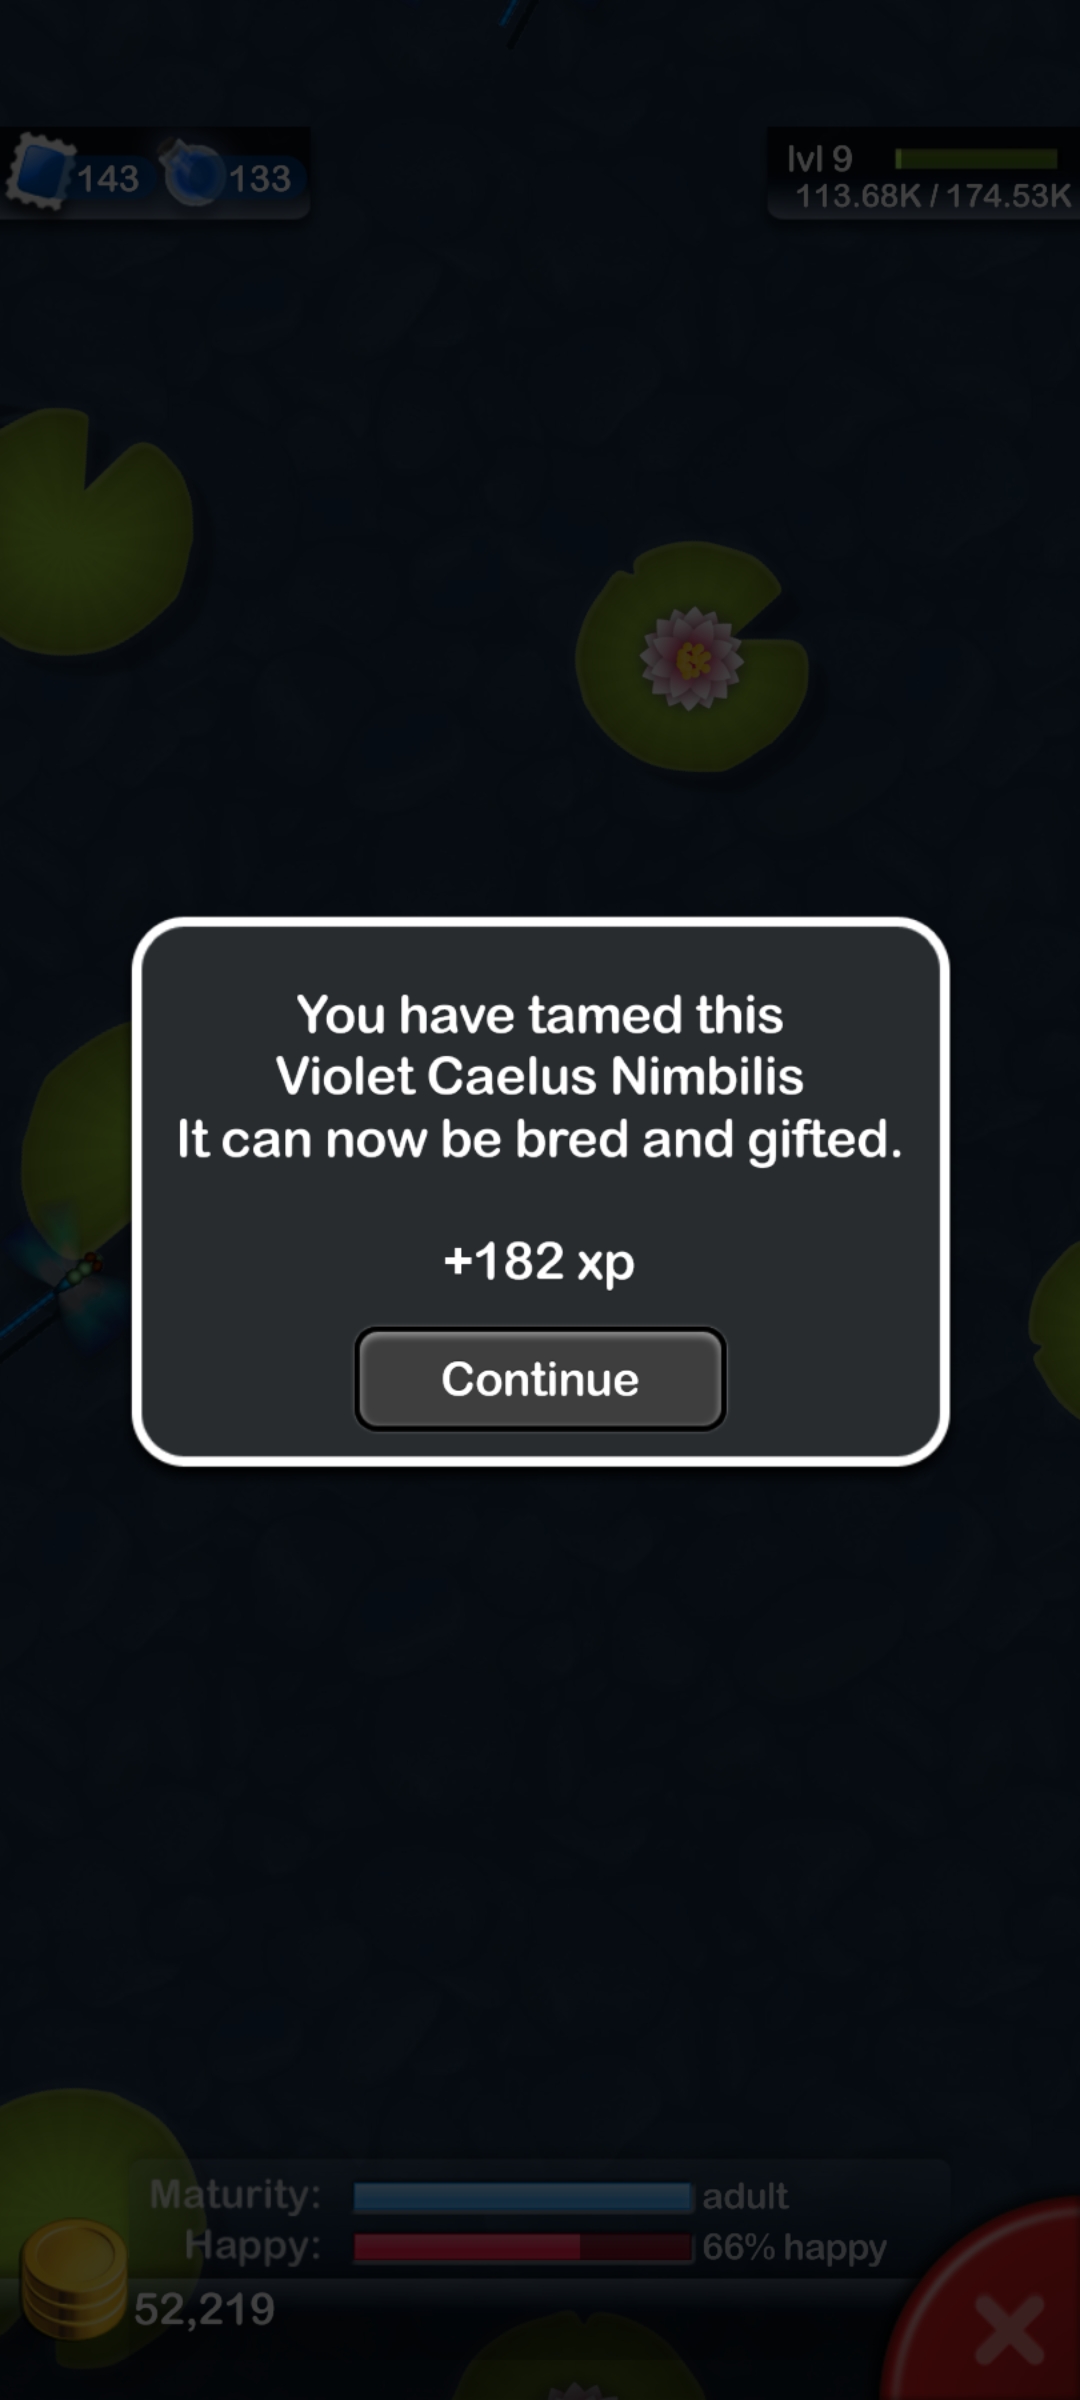 143 133
lvl 9
113.68K / 174.53K
You have tamed this
Violet Caelus Nimbilis
It can now be bred and gifted.
+182 xp
Continue
Maturity: adult
Happy: 66% happy
52,219